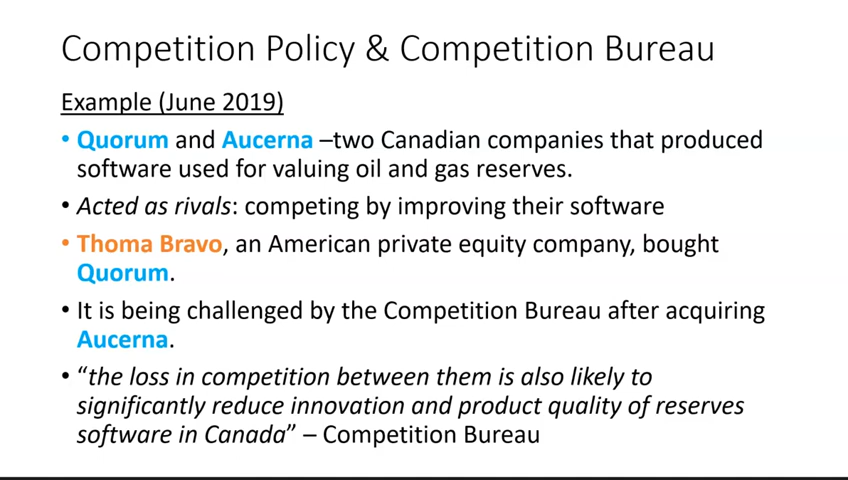 Competition Policy & Competition Bureau
Example (June 2019)
• Quorum and Aucerna –two Canadian companies that produced
software used for valuing oil and gas reserves.
• Acted as rivals: competing by improving their software
• Thoma Bravo, an American private equity company, bought
Quorum.
• It is being challenged by the Competition Bureau after acquiring
Aucerna.
• “the loss in competition between them is also likely to
significantly reduce innovation and product quality of reserves
software in Canada” – Competition Bureau